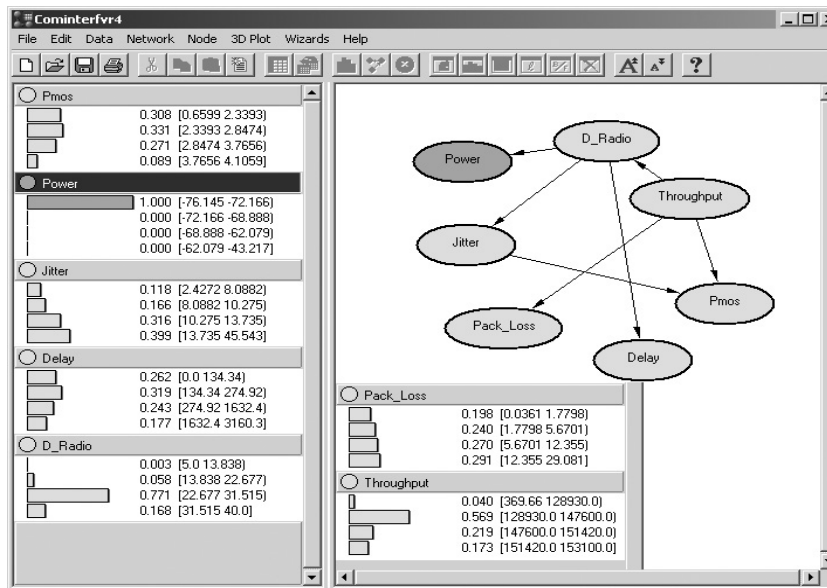 Cominterfvr4
File Edit Data Network Node 3D Plot Wizards Help
Pmos
0.308 [0.6599 2.3393)
0.331 [2.3393 2.8474)
0.271 [2.8474 3.7656)
0.089 [3.7656 4.1059)
Power
1.000 [-76.145 -72.166)
0.000 [-72.166 -68.888)
0.000 [-68.888 -62.079)
0.000 [-62.079 -43.217)
Jitter
0.118 [2.4272 8.0882)
0.166 [8.0882 10.275)
0.316 [10.275 13.735)
0.399 [13.735 45.543)
Delay
0.262 [0.0 134.34)
0.319 [134.34 274.92)
0.243 [274.92 1632.4)
0.177 [1632.4 3160.3)
D_Radio
0.003 [5.0 13.838)
0.058 [13.838 22.677)
0.771 [22.677 31.515)
0.168 [31.515 40.0)
D_Radio
Power
Throughput
Jitter
Pmos
Pack_Loss
Delay
Pack_Loss
0.198 [0.0361 1.7798)
0.240 [1.7798 5.6701)
0.270 [5.6701 12.355)
0.291 [12.355 29.081)
Throughput
0.040 [369.66 128930.0)
0.569 [128930.0 147600.0)
0.219 [147600.0 151420.0)
0.173 [151420.0 153100.0)